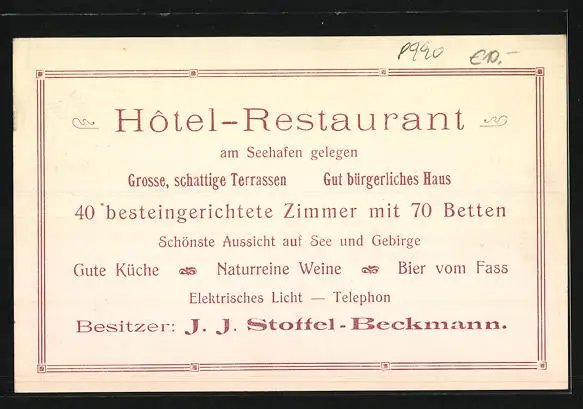 P990 €10.-
Hôtel-Restaurant
am Seehafen gelegen
Grosse, schattige Terrassen Gut bürgerliches Haus
40 besteingerichtete Zimmer mit 70 Betten
Schönste Aussicht auf See und Gebirge
Gute Küche Naturreine Weine Bier vom Fass
Elektrisches Licht — Telephon
Besitzer: J. J. Stoffel-Beckmann.